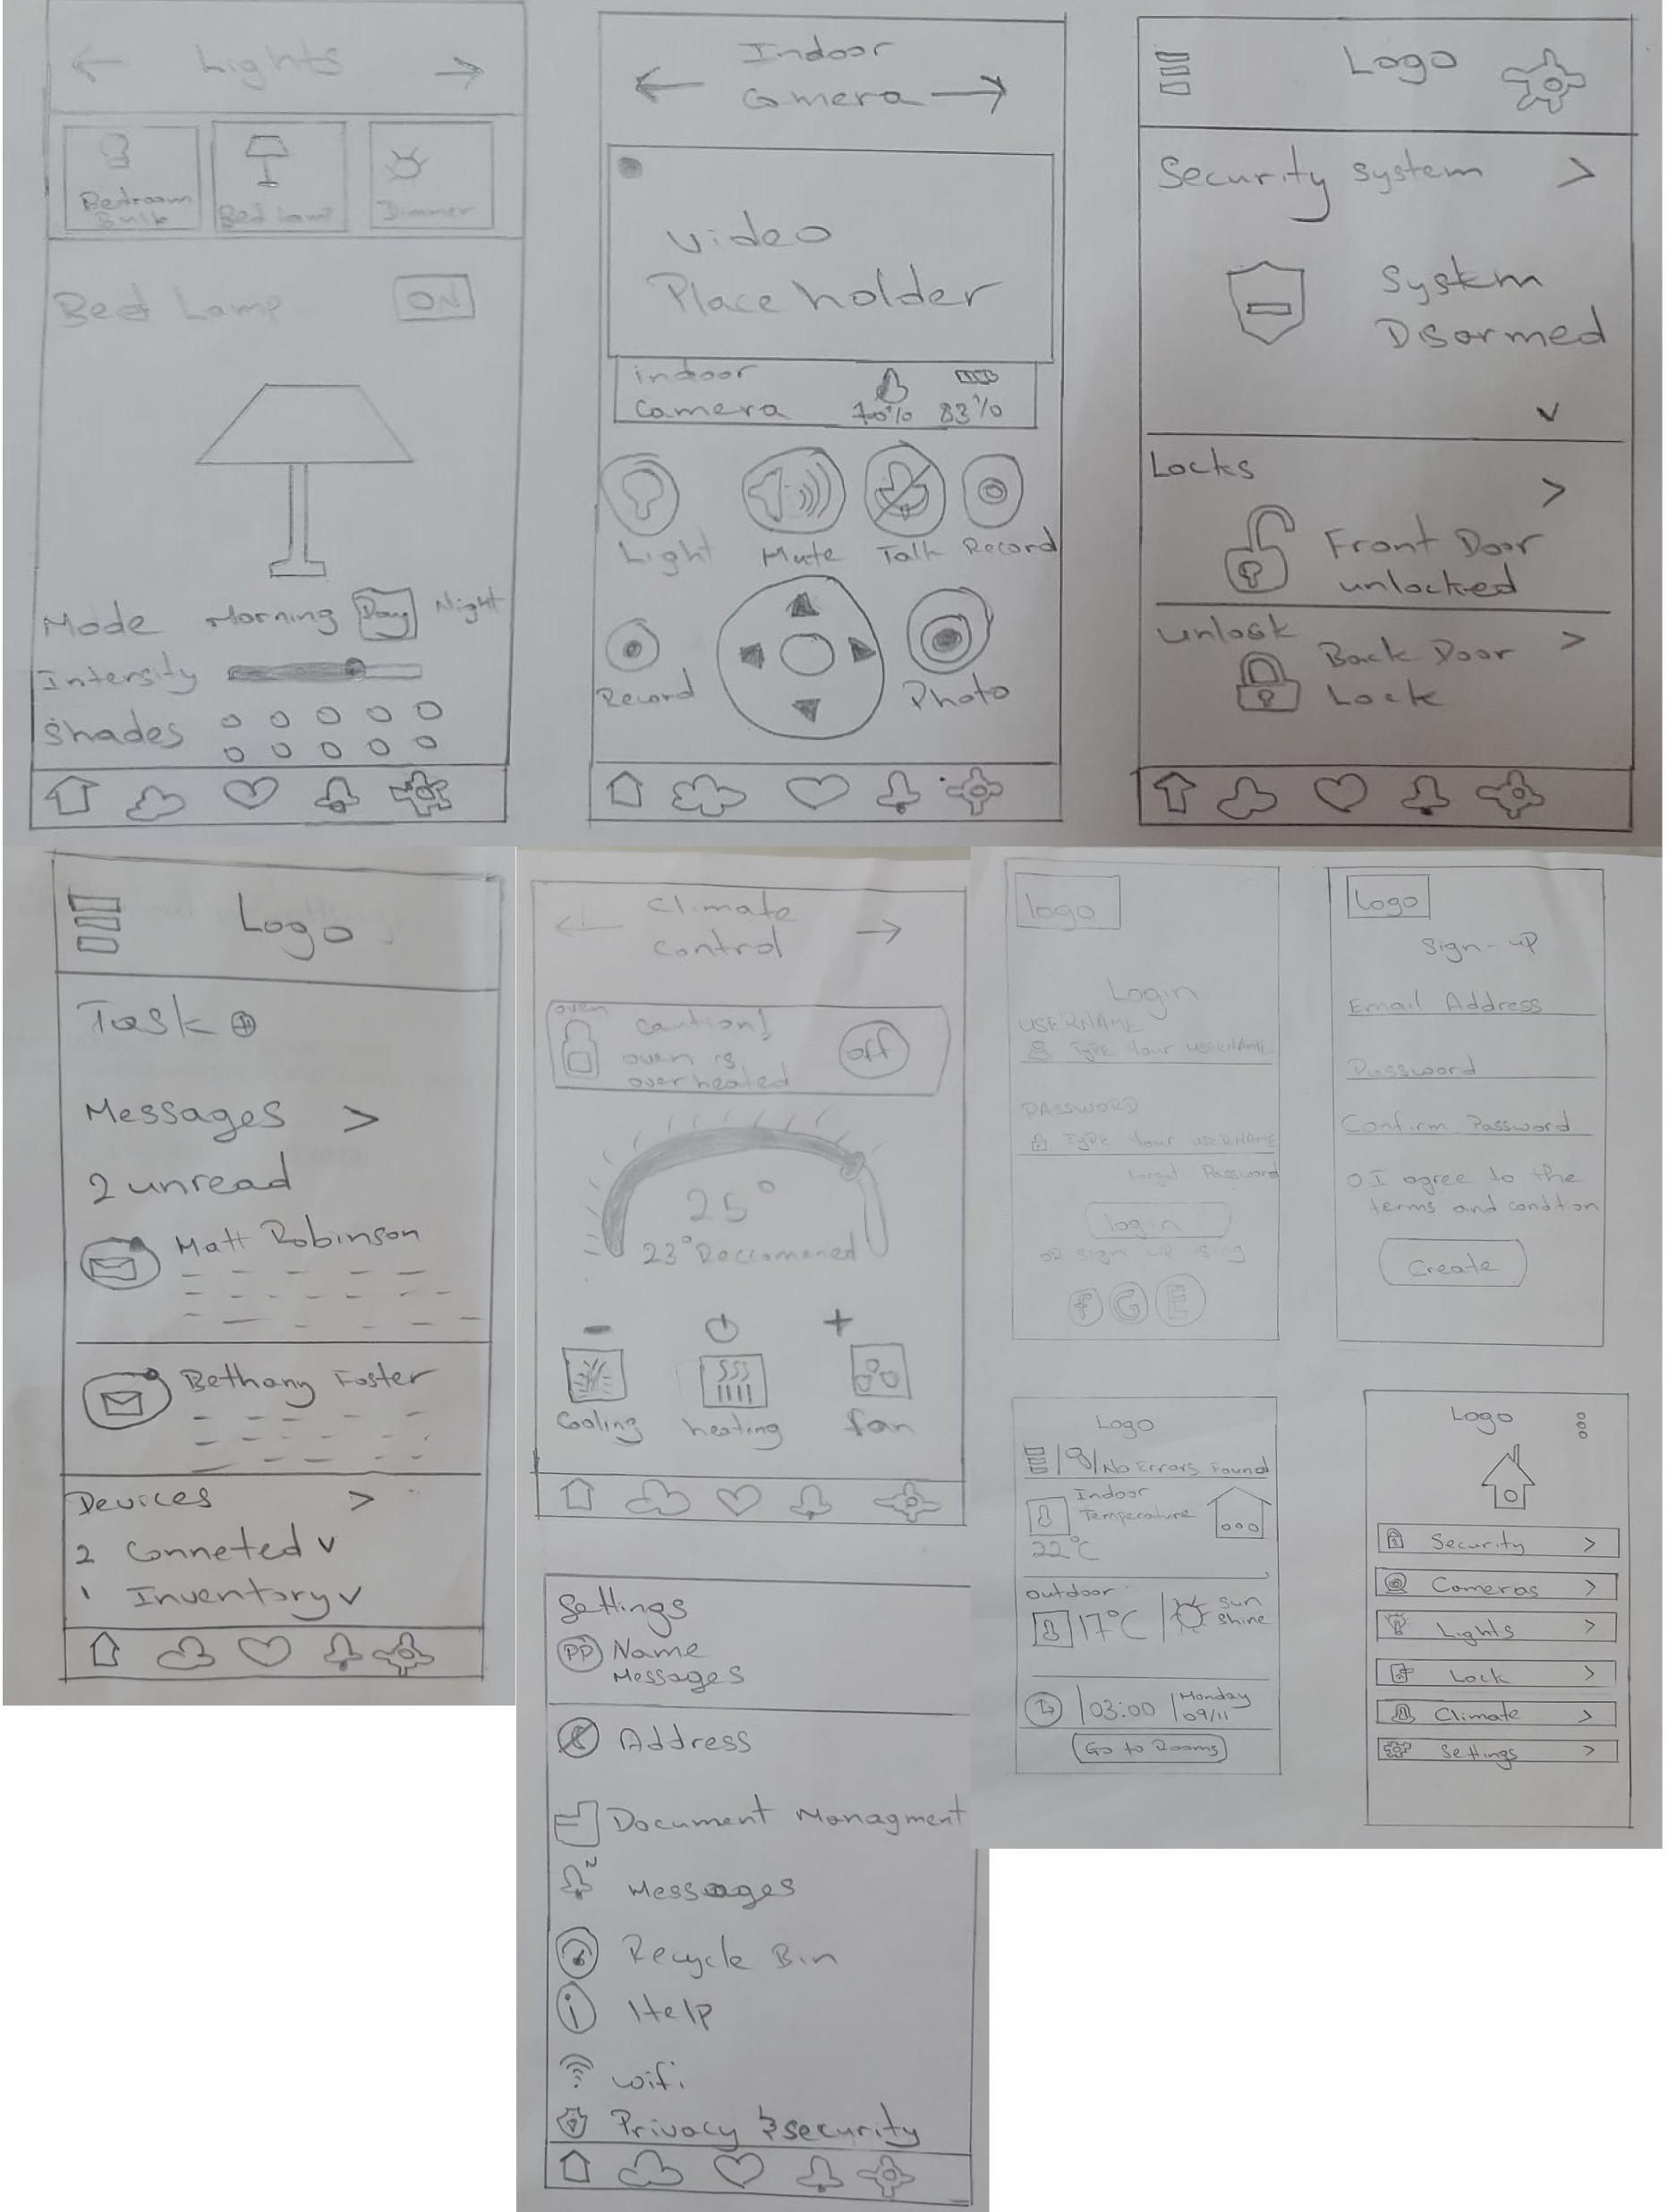 Lights
Bedroom
Bulb
Bed Lamp
Dimmer
Bed Lamp
ON
Mode Morning Day Night
Intensity
Shades
Indoor
Camera
video
Place holder
indoor
camera
70% 83%
Light Mute Talk Record
Record
Photo
Logo
Security system >
System
Disarmed
Locks
>
Front Door
unlocked
unlock
Back Door >
Lock
Logo
Task
Messages >
2 unread
Matt Robinson
Bethany Foster
Devices >
2 Conneted v
1 Inventory v
Climate
Control
oven
caution!
oven is
overheated
off
25°
23° Reccomened
- +
Cooling heating fan
Settings
PP Name
Messages
Address
Document Managment
2
Messages
Recycle Bin
i Help
wifi
Privacy & security
logo
Login
USERNAME
TYPE Your USERNAME
PASSWORD
TYPE Your USERNAME
forgot Password
login
OR sign up using
f G E
Logo
Sign-up
Email Address
Password
Confirm Password
I agree to the
terms and condtion
Create
Logo
No Errors Found
Indoor
Temperature
22°C
outdoor
17°C
Sun
shine
03:00
Monday
09/11
Go to Rooms
Logo
Security >
Cameras >
Lights >
Lock >
Climate >
Settings >